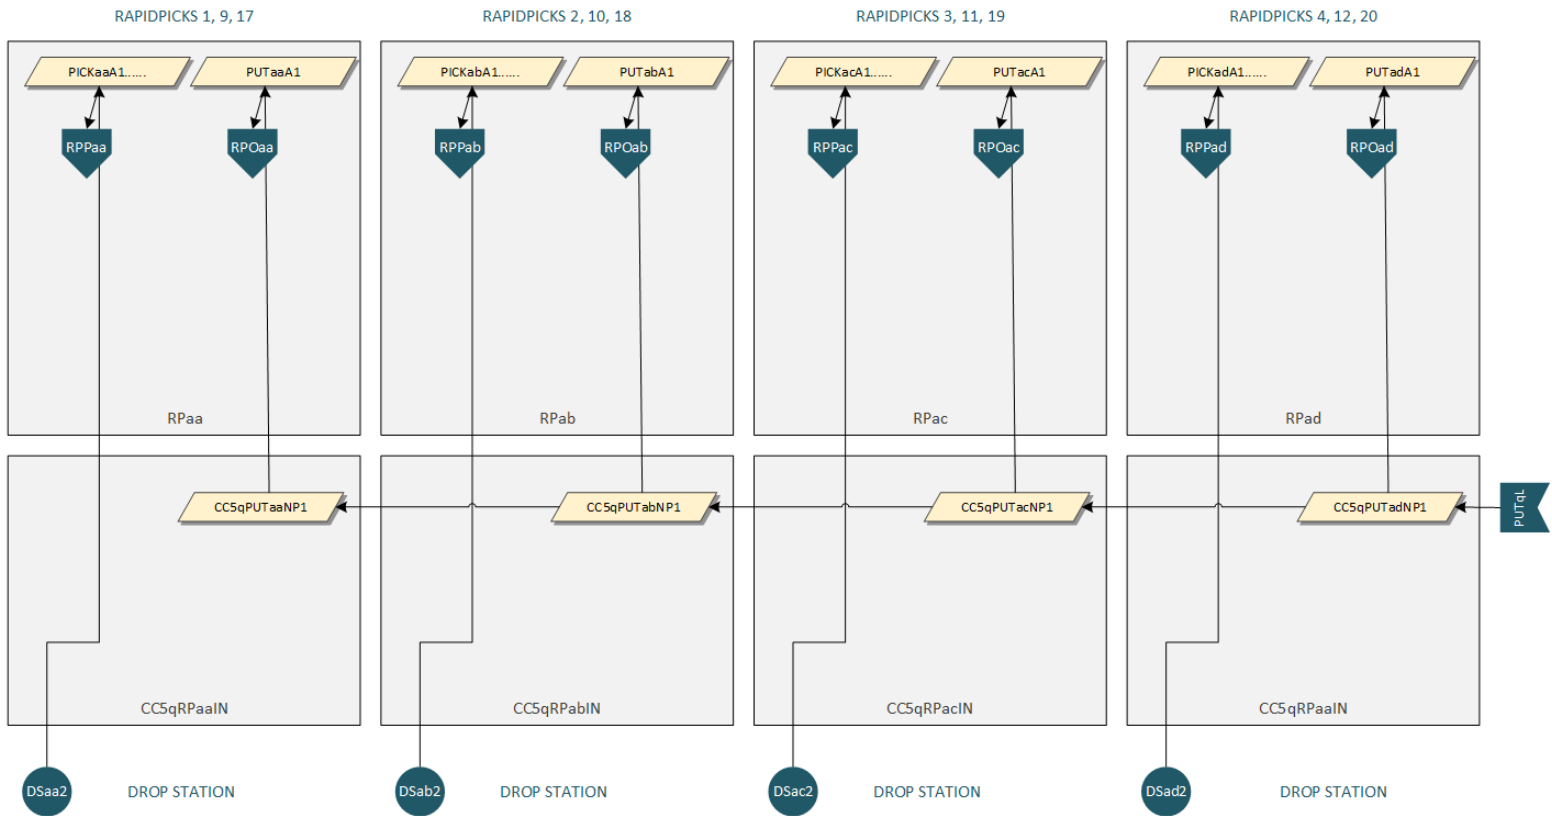 RAPIDPICKS 1, 9, 17
RAPIDPICKS 2, 10, 18
RAPIDPICKS 3, 11, 19
RAPIDPICKS 4, 12, 20
PICKaaA1......
PUTaaA1
PICKabA1......
PUTabA1
PICKacA1......
PUTacA1
PICKadA1......
PUTadA1
RPPaa
RPOaa
RPPab
RPOab
RPPac
RPOac
RPPad
RPOad
RPaa
RPab
RPac
RPad
CC5qPUTaaNP1
CC5qPUTabNP1
CC5qPUTacNP1
CC5qPUTadNP1
PUTqL
CC5qRPaaIN
CC5qRPabIN
CC5qRPacIN
CC5qRPaaIN
DSaa2
DROP STATION
DSab2
DROP STATION
DSac2
DROP STATION
DSad2
DROP STATION